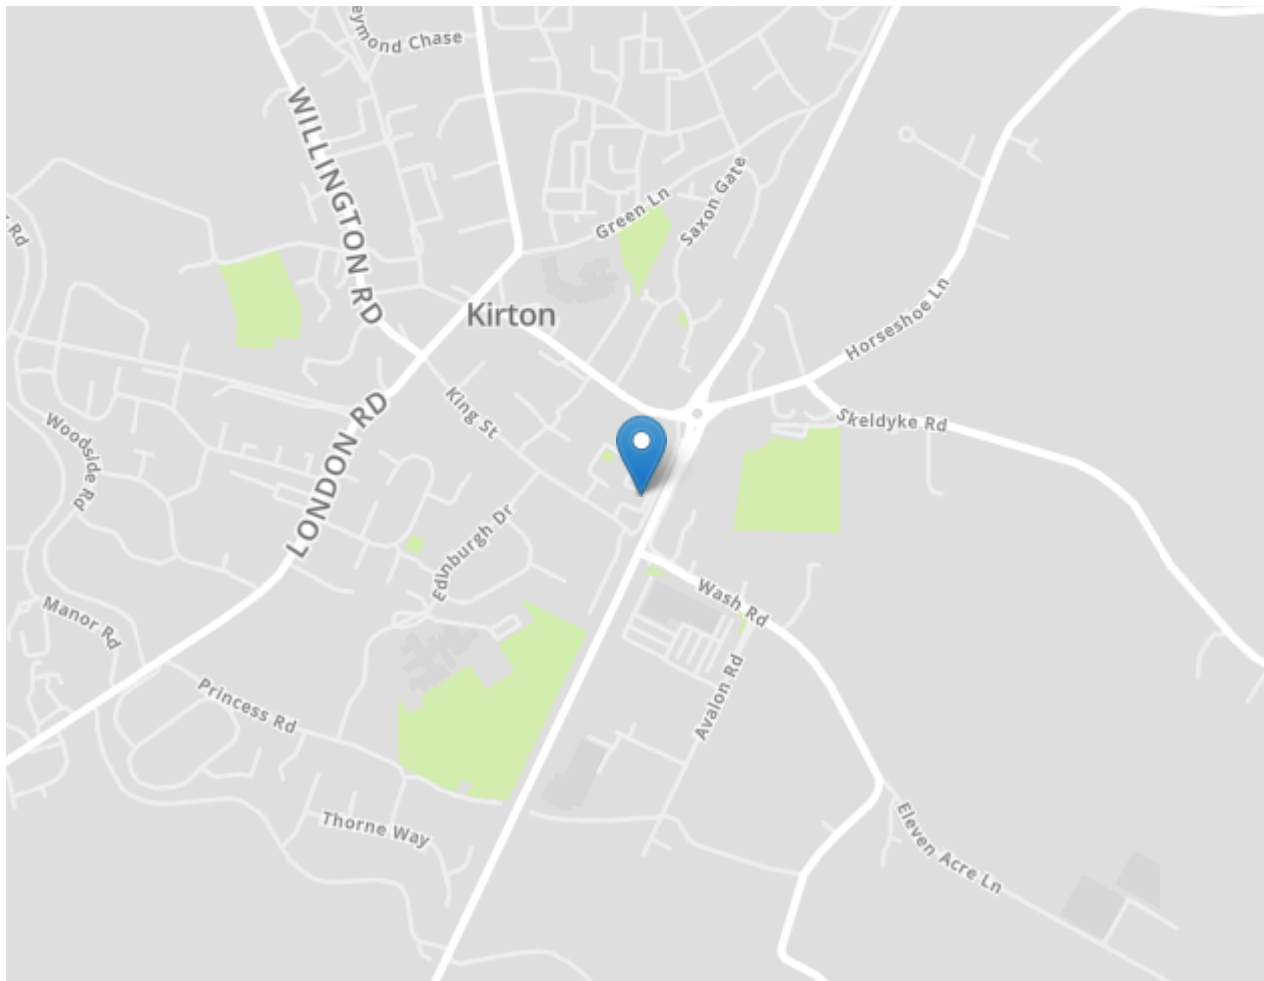 eymond Chase
WILLINGTON RD
Saxon Gate
Green Ln
Rd
Horseshoe Ln
Kirton
King St
LONDON RD
Skeldyke Rd
Woodside Rd
Edinburgh Dr
Wash Rd
Manor Rd
Avalon Rd
Princess Rd
Thorne Way
Eleven Acre Ln